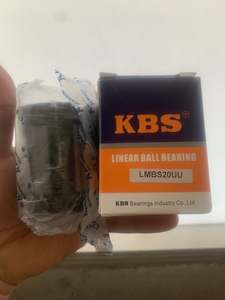 KBS®
LINEAR BALL BEARING
LMBS20UU
KBS Bearings Industry Co.,Ltd.